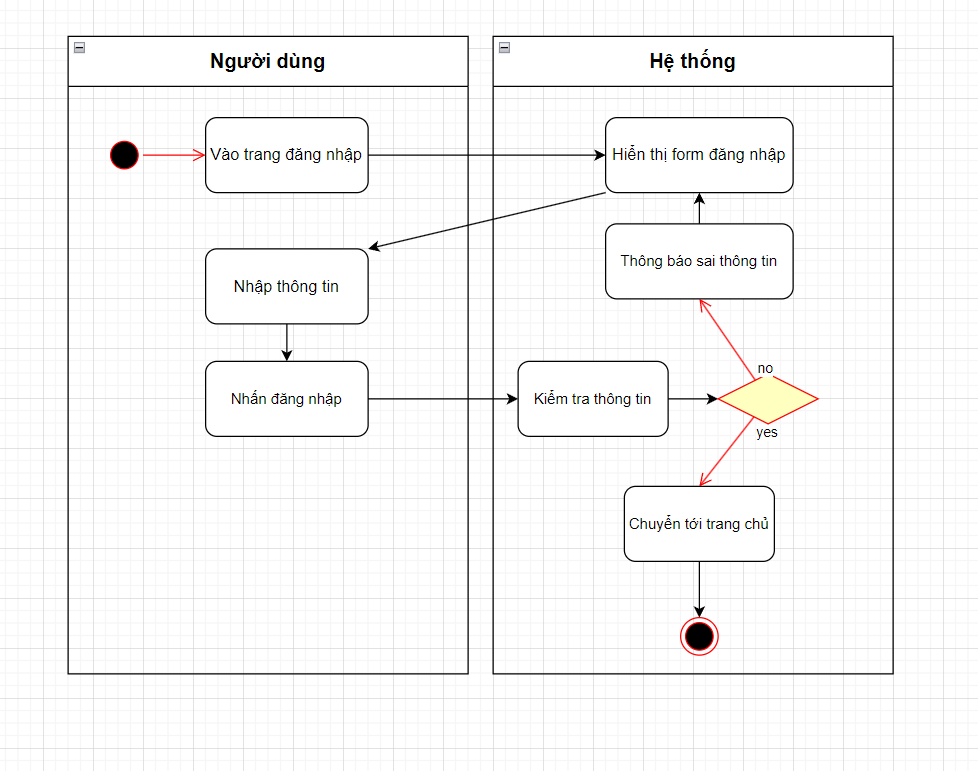 Người dùng
Hệ thống
Vào trang đăng nhập
Hiển thị form đăng nhập
Thông báo sai thông tin
Nhập thông tin
no
Nhấn đăng nhập
Kiểm tra thông tin
yes
Chuyển tới trang chủ